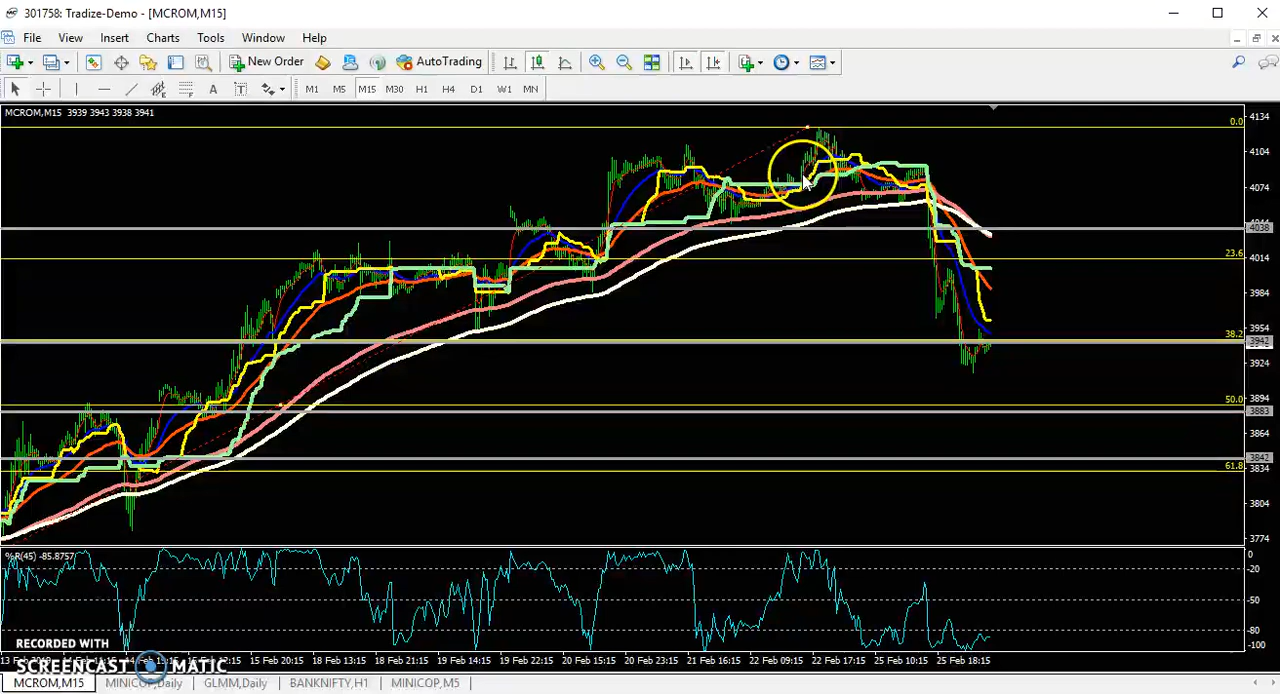 301758: Tradize-Demo - [MCROM,M15]
File View Insert Charts Tools Window Help
New Order AutoTrading
M1 M5 M15 M30 H1 H4 D1 W1 MN
MCROM,M15 3939 3943 3938 3941
4134
0.0
4104
4074
4044
4038
23.6
4014
3984
3954
38.2
3942
3924
3894
50.0
3883
3864
3842
3834
61.8
3804
3774
%R(45) -85.8757
0
-20
-50
-80
-100
RECORDED WITH
SCREENCAST MATIC
15 Feb 20:15 18 Feb 13:15 18 Feb 21:15 19 Feb 14:15 19 Feb 22:15 20 Feb 15:15 20 Feb 23:15 21 Feb 16:15 22 Feb 09:15 22 Feb 17:15 25 Feb 10:15 25 Feb 18:15
MCROM,M15 MINICOP,Daily GLMM,Daily BANKNIFTY,H1 MINICOP,M5